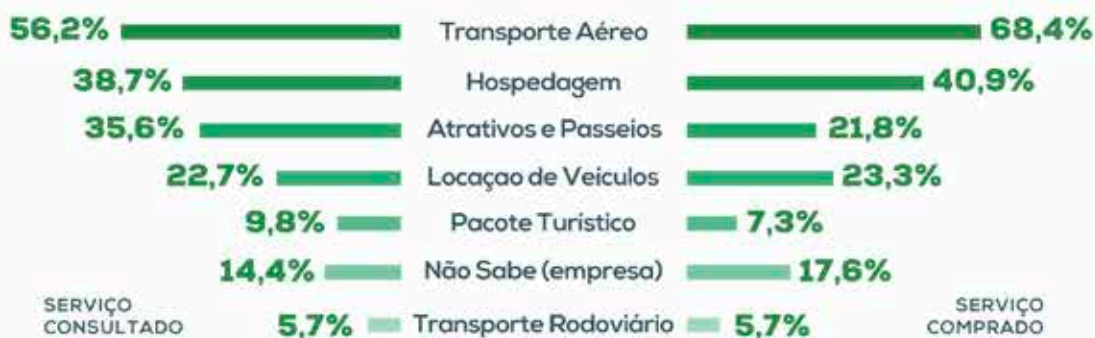 56,2% Transporte Aéreo 68,4%
38,7% Hospedagem 40,9%
35,6% Atrativos e Passeios 21,8%
22,7% Locaçao de Veículos 23,3%
9,8% Pacote Turístico 7,3%
14,4% Não Sabe (empresa) 17,6%
SERVIÇO
CONSULTADO
5,7% Transporte Rodoviário 5,7%
SERVIÇO
COMPRADO